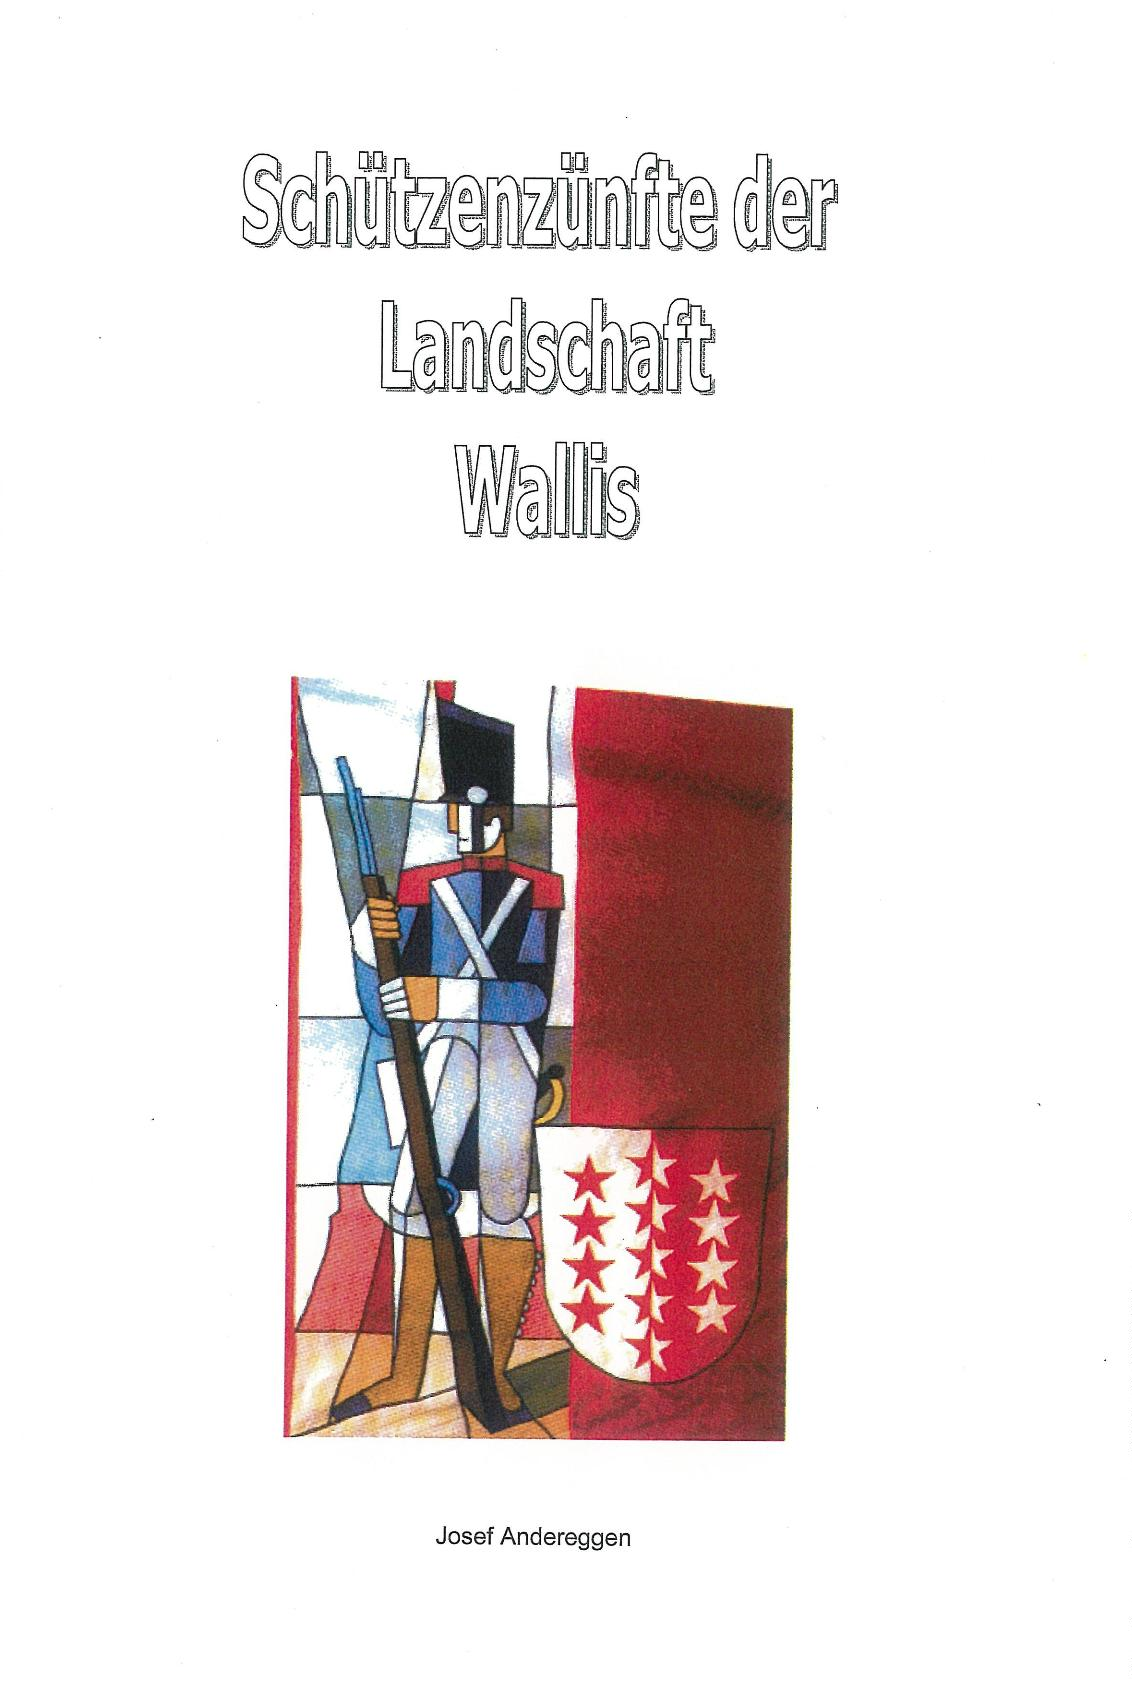 Schützenzünfte der
Landschaft
Wallis
Josef Andereggen